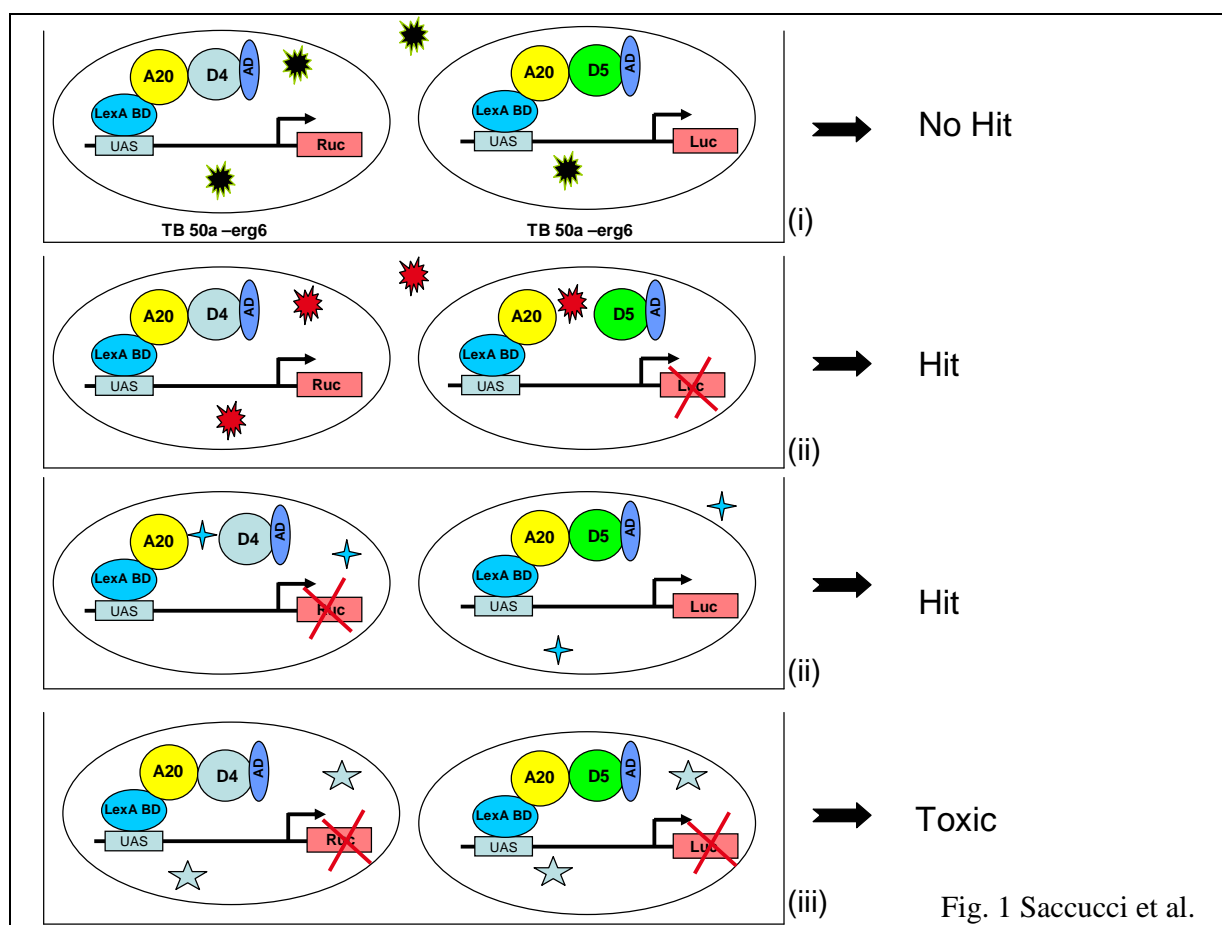 A20 D4 AD
LexA BD
UAS Ruc
A20 D5 AD
LexA BD
UAS Luc
No Hit
(i)
TB 50a –erg6
TB 50a –erg6
A20 D4 AD
LexA BD
UAS Ruc
A20 D5 AD
LexA BD
UAS Luc
Hit
(ii)
A20 D4 AD
LexA BD
UAS Ruc
A20 D5 AD
LexA BD
UAS Luc
Hit
(ii)
A20 D4 AD
LexA BD
UAS Ruc
A20 D5 AD
LexA BD
UAS Luc
Toxic
(iii)
Fig. 1 Saccucci et al.